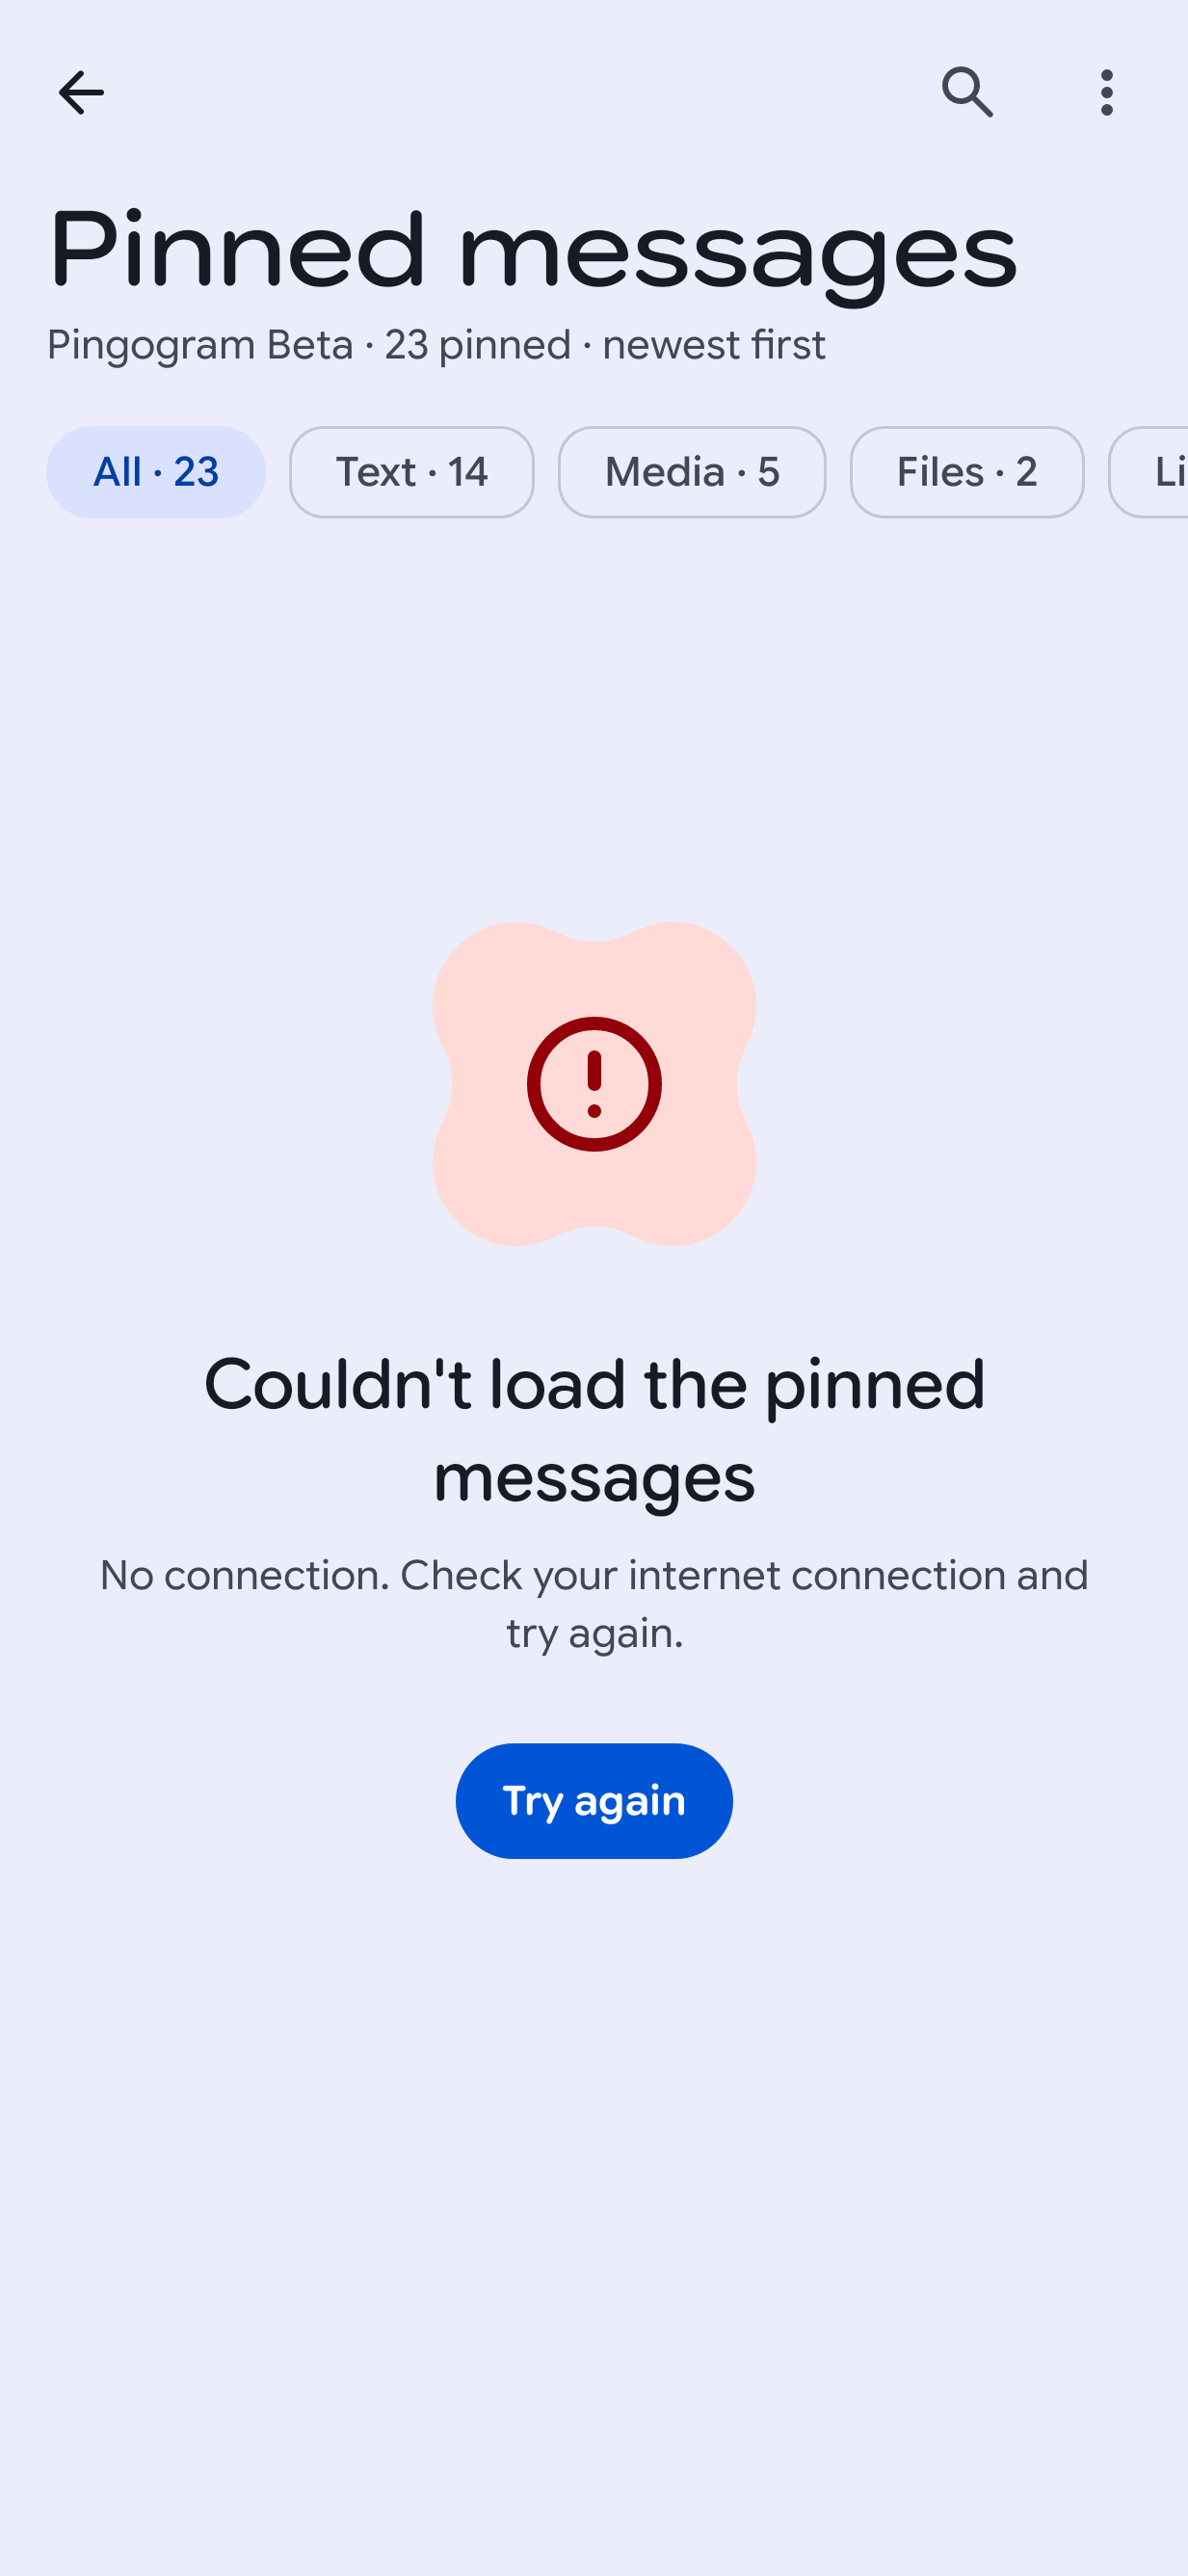 Pinned messages
Pingogram Beta · 23 pinned · newest first
All · 23
Text · 14
Media · 5
Files · 2
Li
Couldn't load the pinned
messages
No connection. Check your internet connection and
try again.
Try again